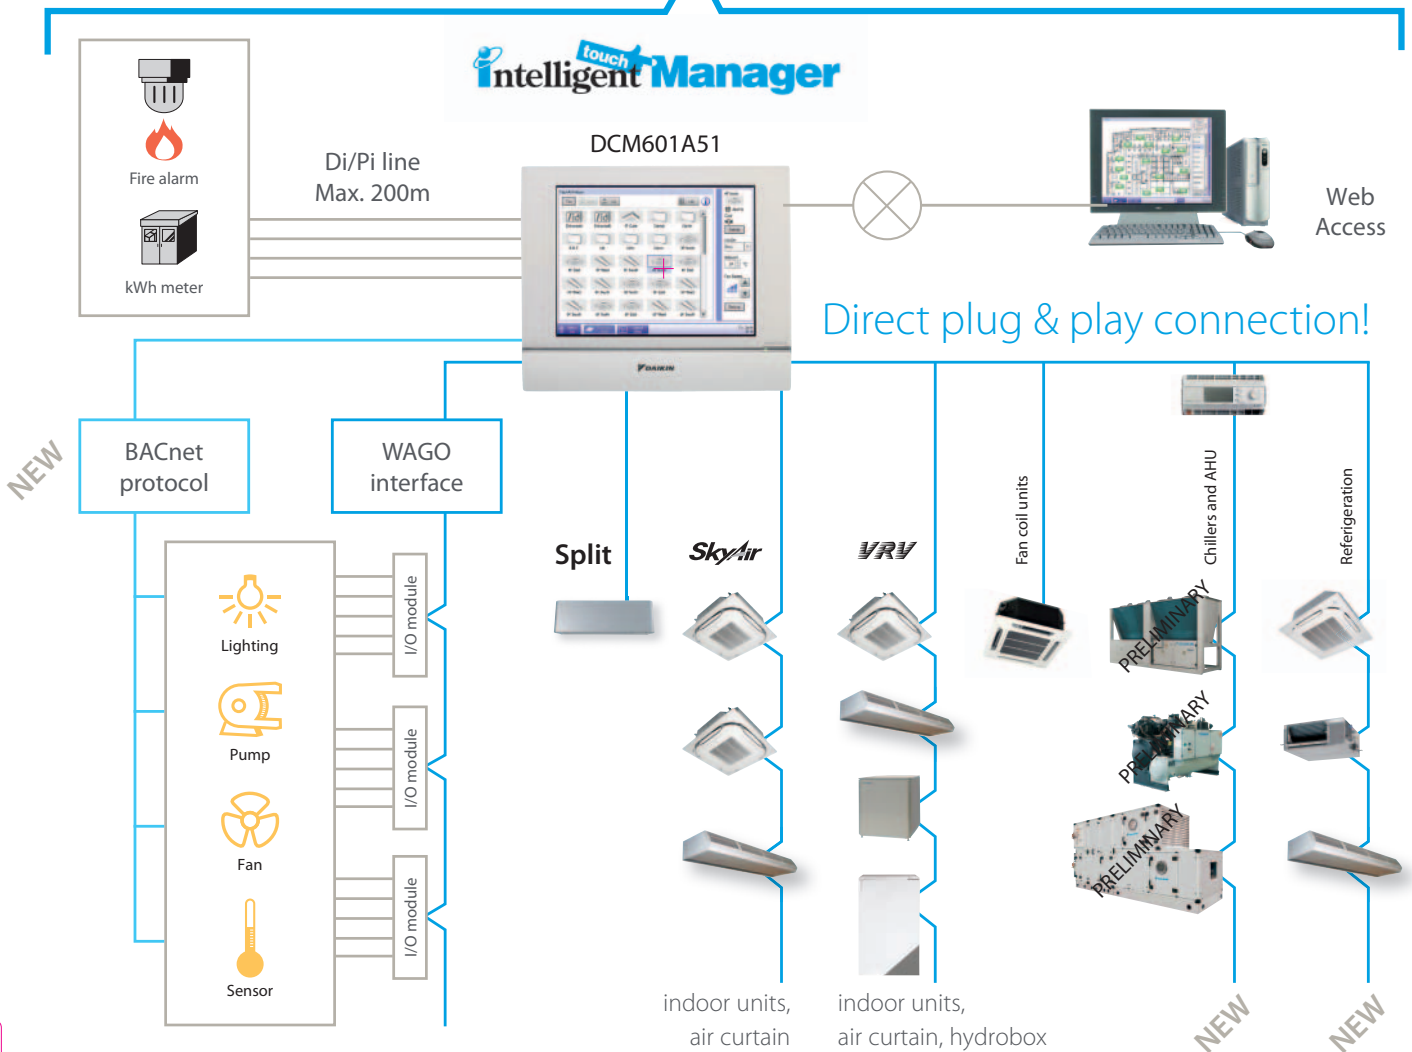 intelligent touch Manager
DCM601A51
Fire alarm
kWh meter
Di/Pi line
Max. 200m
Web
Access
DAIKIN
Direct plug & play connection!
NEW
BACnet
protocol
WAGO
interface
Lighting
Pump
Fan
Sensor
I/O module
I/O module
I/O module
Split
SkyAir
VRV
Fan coil units
Chillers and AHU
Referigeration
PRELIMINARY
PRELIMINARY
PRELIMINARY
indoor units,
air curtain
indoor units,
air curtain, hydrobox
NEW
NEW